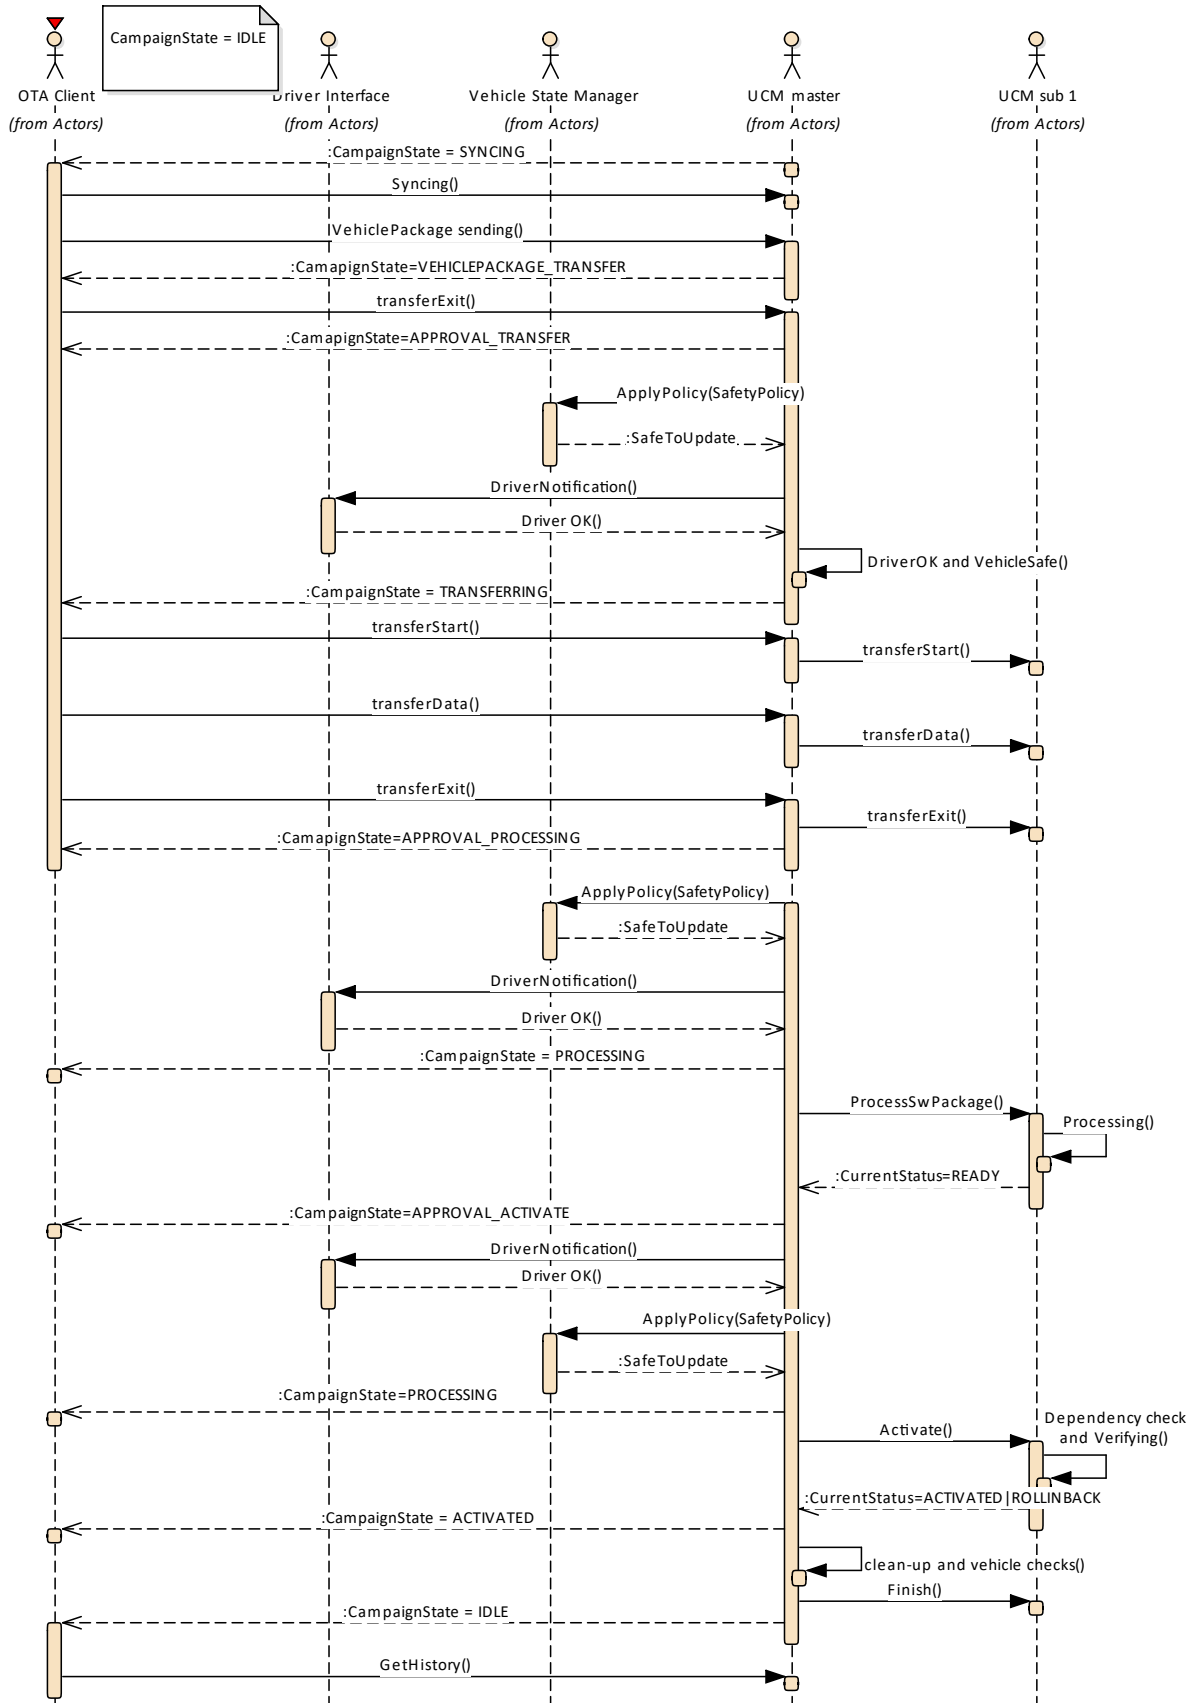 CampaignState = IDLE
OTA Client
(from Actors)
Driver Interface
(from Actors)
Vehicle State Manager
(from Actors)
UCM master
(from Actors)
UCM sub 1
(from Actors)
:CampaignState = SYNCING
Syncing()
VehiclePackage sending()
:CamapignState=VEHICLEPACKAGE_TRANSFER
transferExit()
:CamapignState=APPROVAL_TRANSFER
ApplyPolicy(SafetyPolicy)
:SafeToUpdate
DriverNotification()
Driver OK()
DriverOK and VehicleSafe()
:CampaignState = TRANSFERRING
transferStart()
transferStart()
transferData()
transferData()
transferExit()
transferExit()
:CamapignState=APPROVAL_PROCESSING
ApplyPolicy(SafetyPolicy)
:SafeToUpdate
DriverNotification()
Driver OK()
:CampaignState = PROCESSING
ProcessSwPackage()
Processing()
:CurrentStatus=READY
:CampaignState=APPROVAL_ACTIVATE
DriverNotification()
Driver OK()
ApplyPolicy(SafetyPolicy)
:SafeToUpdate
:CampaignState=PROCESSING
Activate()
Dependency check
and Verifying()
:CurrentStatus=ACTIVATED|ROLLINBACK
:CampaignState = ACTIVATED
clean-up and vehicle checks()
Finish()
:CampaignState = IDLE
GetHistory()